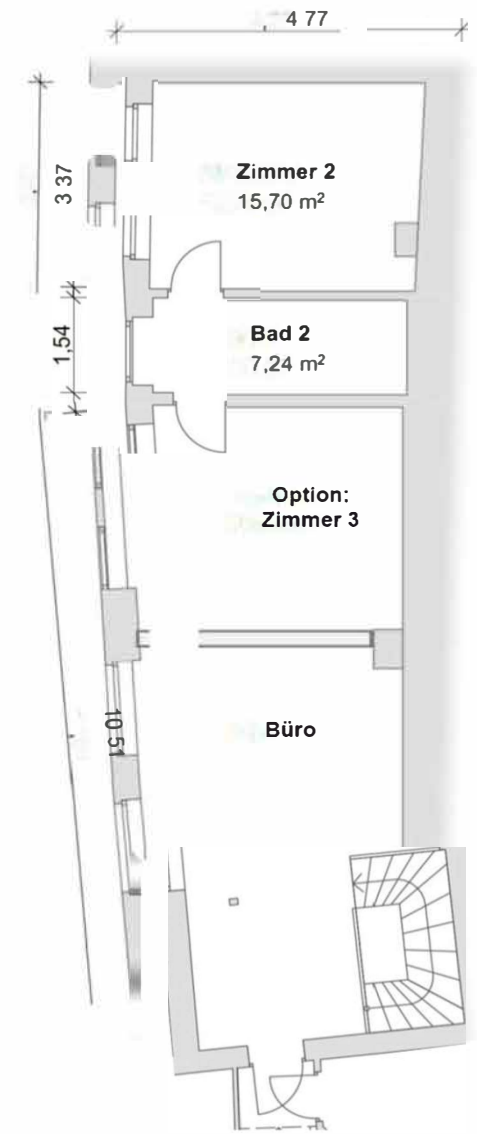 4 77
3 37
Zimmer 2
15,70 m²
1,54
Bad 2
7,24 m²
Option:
Zimmer 3
10 51
Büro